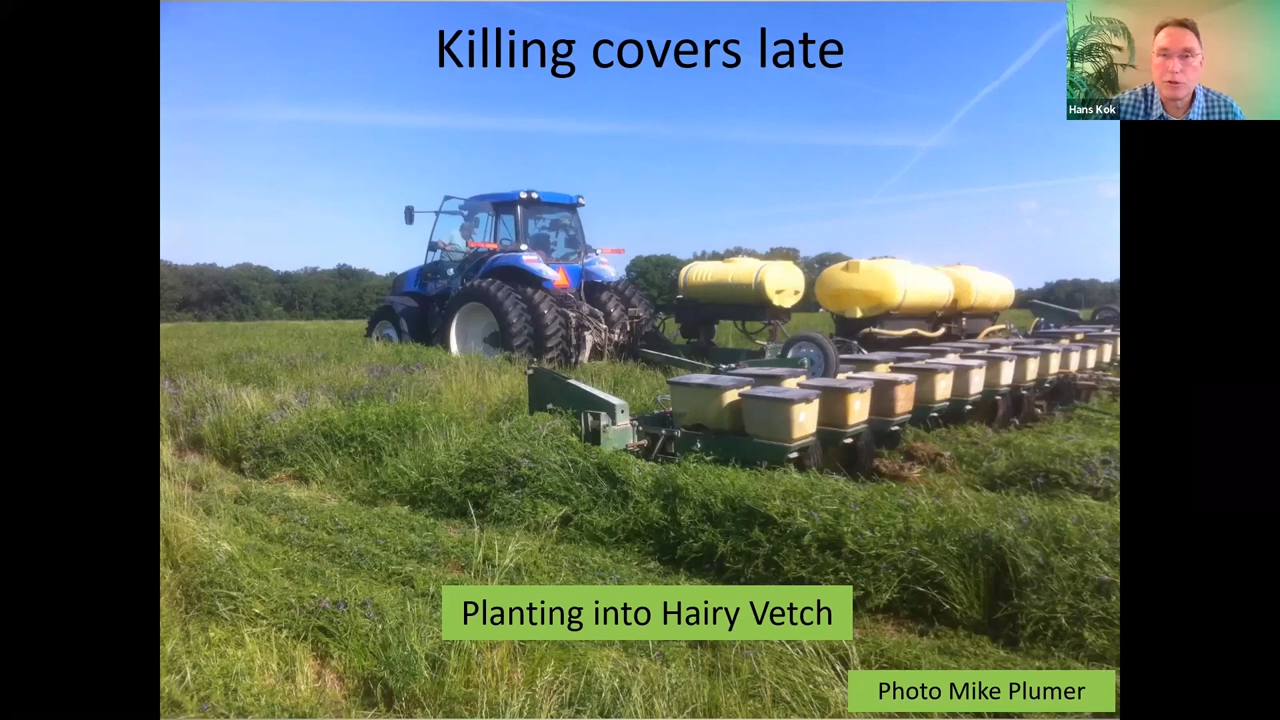 Killing covers late
Hans Kok
Planting into Hairy Vetch
Photo Mike Plumer